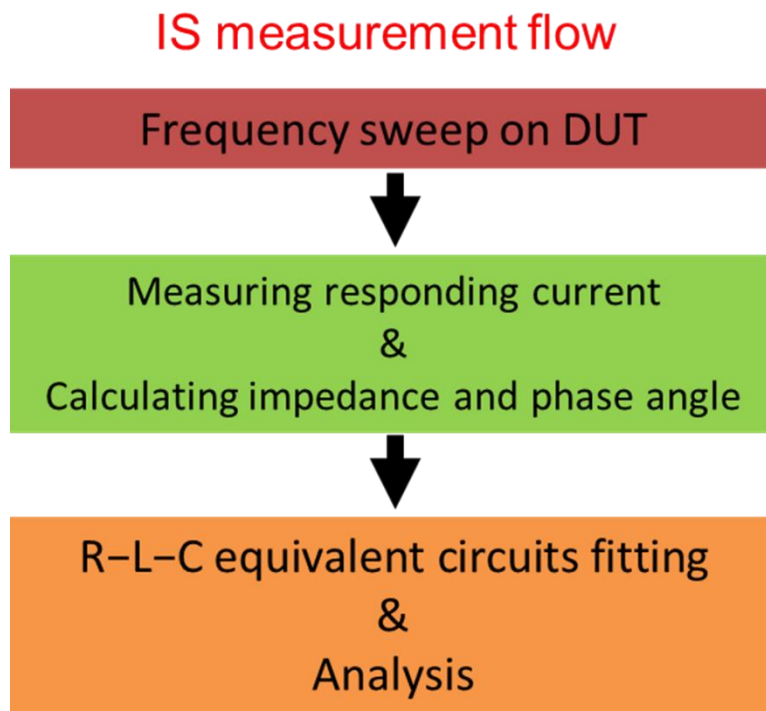 IS measurement flow
Frequency sweep on DUT
Measuring responding current
&
Calculating impedance and phase angle
R−L−C equivalent circuits fitting
&
Analysis